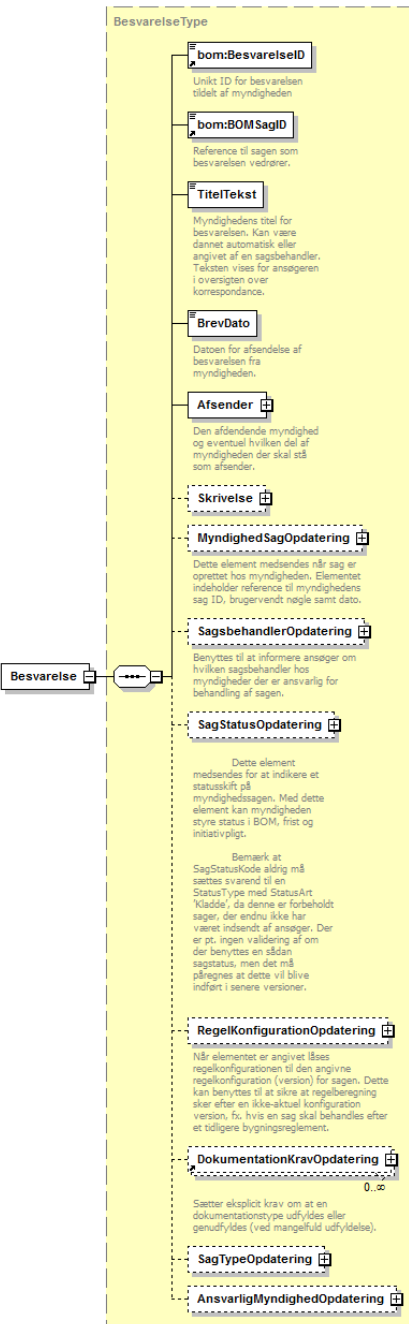 BesvarelseType
bom:BesvarelseID
Unikt ID for besvarelsen
tildelt af myndigheden
bom:BOMSagID
Reference til sagen som
besvarelsen vedrører.
TitelTekst
Myndighedens titel for
besvarelsen. Kan være
dannet automatisk eller
angivet af en sagsbehandler.
Teksten vises for ansøgeren
i oversigten over
korrespondance.
BrevDato
Datoen for afsendelse af
besvarelsen fra
myndigheden.
Afsender
Den afdendende myndighed
og eventuel hvilken del af
myndigheden der skal stå
som afsender.
Skrivelse
MyndighedSagOpdatering
Dette element medsendes når sag er
oprettet hos myndigheden. Elementet
indeholder reference til myndighedens
sag ID, brugervendt nøgle samt dato.
SagsbehandlerOpdatering
Benyttes til at informere ansøger om
hvilken sagsbehandler hos
myndigheder der er ansvarlig for
behandling af sagen.
Besvarelse
SagStatusOpdatering
Dette element
medsendes for at indikere et
statusskift på
myndighedssagen. Med dette
element kan myndigheden
styre status i BOM, frist og
initiativpligt.
Bemærk at
SagStatusKode aldrig må
sættes svarend til en
StatusType med StatusArt
'Kladde', da denne er forbeholdt
sager, der endnu ikke har
været indsendt af ansøger. Der
er pt. ingen validering af om
der benyttes en sådan
sagstatus, men det må
påregnes at dette vil blive
indført i senere versioner.
RegelKonfigurationOpdatering
Når elementet er angivet låses
regelkonfigurationen til den angivne
regelkonfiguration (version) for sagen. Dette
kan benyttes til at sikre at regelberegning
sker efter en ikke-aktuel konfiguration
version, fx. hvis en sag skal behandles efter
et tidligere bygningsreglement.
DokumentationKravOpdatering
0..∞
Sætter eksplicit krav om at en
dokumentationstype udfyldes eller
genudfyldes (ved mangelfuld udfyldelse).
SagTypeOpdatering
AnsvarligMyndighedOpdatering